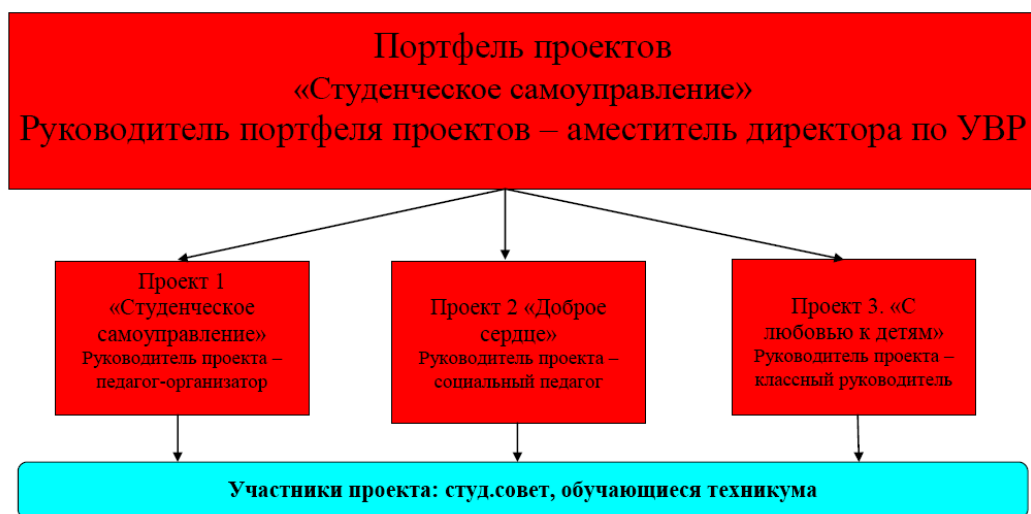 Портфель проектов
«Студенческое самоуправление»
Руководитель портфеля проектов – аместитель директора по УВР
Проект 1
«Студенческое
самоуправление»
Руководитель проекта –
педагог-организатор
Проект 2 «Доброе
сердце»
Руководитель проекта –
социальный педагог
Проект 3. «С
любовью к детям»
Руководитель проекта –
классный руководитель
Участники проекта: студ.совет, обучающиеся техникума